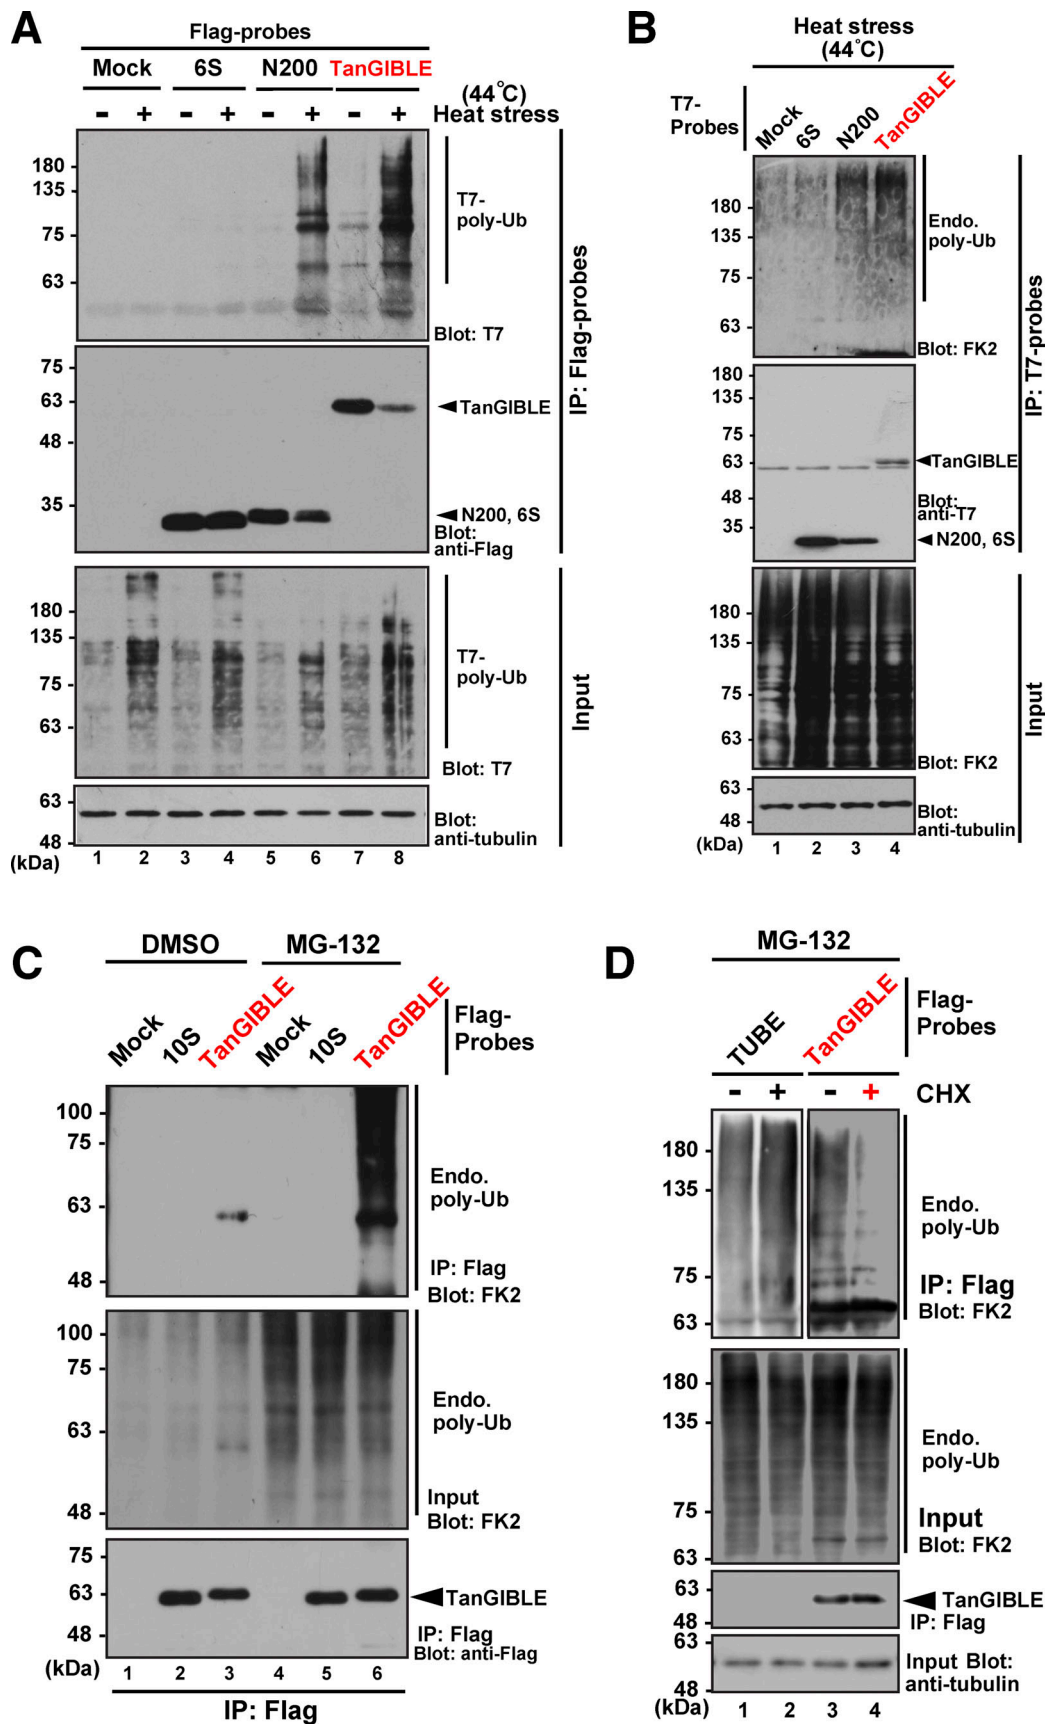 A
Flag-probes
Mock 6S N200 TanGIBLE
(44°C)
- + - + - + - + Heat stress
180
135
75
63
T7-
poly-Ub
Blot: T7
75
63
48
35
TanGIBLE
N200, 6S
Blot:
anti-Flag
IP: Flag-probes
180
135
75
63
T7-
poly-Ub
Blot: T7
63
48
Blot:
anti-tubulin
Input
(kDa) 1 2 3 4 5 6 7 8
B
Heat stress
(44°C)
T7-
Probes
Mock 6S N200 TanGIBLE
180
135
75
63
Endo.
poly-Ub
Blot: FK2
180
135
75
63
48
35
TanGIBLE
Blot:
anti-T7
N200, 6S
IP: T7-probes
180
135
75
63
Blot: FK2
63
48
Blot:
anti-tubulin
Input
(kDa) 1 2 3 4
C
DMSO MG-132
Mock 10S TanGIBLE Mock 10S TanGIBLE
Flag-
Probes
100
75
63
48
Endo.
poly-Ub
IP: Flag
Blot: FK2
100
75
63
48
Endo.
poly-Ub
Input
Blot: FK2
75
63
48
TanGIBLE
IP: Flag
Blot: anti-Flag
(kDa) 1 2 3 4 5 6
IP: Flag
D
MG-132
TUBE TanGIBLE
Flag-
Probes
- + - + CHX
180
135
75
63
Endo.
poly-Ub
IP: Flag
Blot: FK2
180
135
75
63
Endo.
poly-Ub
Input
Blot: FK2
63
48
TanGIBLE
IP: Flag
63
48
Input Blot:
anti-tubulin
(kDa) 1 2 3 4